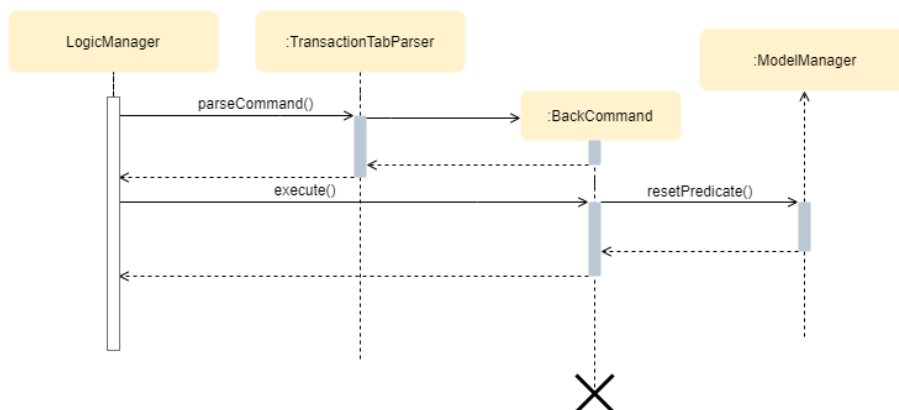 LogicManager
:TransactionTabParser
:ModelManager
parseCommand()
:BackCommand
execute()
resetPredicate()